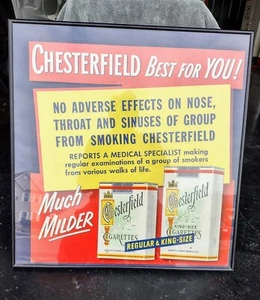 CHESTERFIELD BEST FOR YOU!
NO ADVERSE EFFECTS ON NOSE,
THROAT AND SINUSES OF GROUP
FROM SMOKING CHESTERFIELD
REPORTS A MEDICAL SPECIALIST making
regular examinations of a group of smokers
from various walks of life.
Much
MILDER
Chesterfield
CIGARETTES
Chesterfield
KING-SIZE
CIGARETTES
REGULAR & KING-SIZE